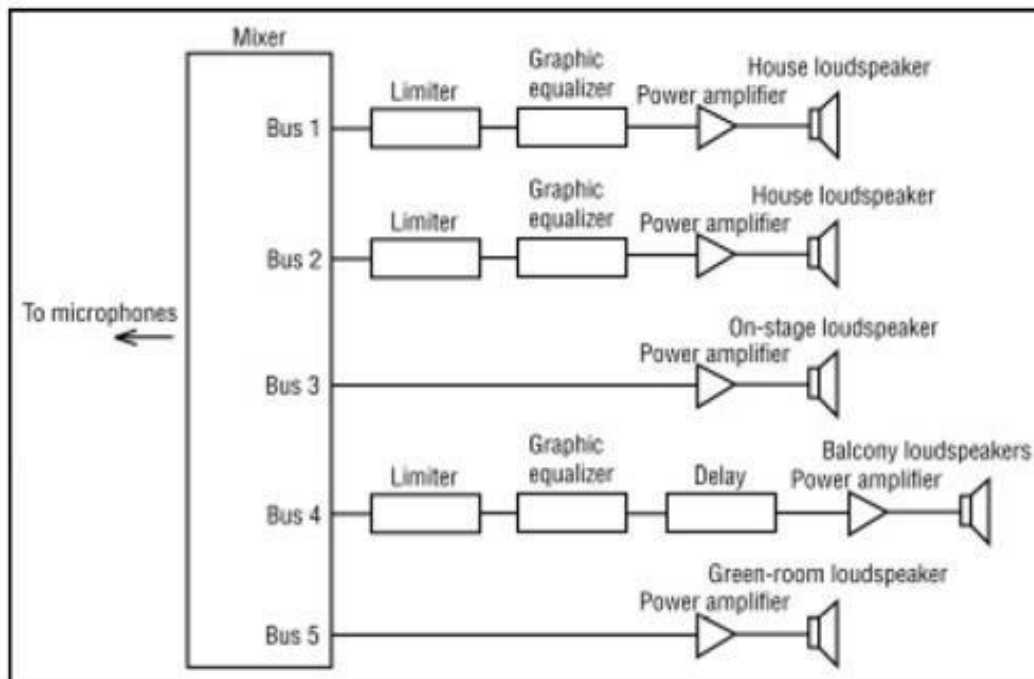 Mixer
Bus 1
Limiter
Graphic
equalizer
Power amplifier
House loudspeaker
Bus 2
Limiter
Graphic
equalizer
Power amplifier
House loudspeaker
To microphones
Bus 3
Power amplifier
On-stage loudspeaker
Bus 4
Limiter
Graphic
equalizer
Delay
Power amplifier
Balcony loudspeakers
Bus 5
Power amplifier
Green-room loudspeaker